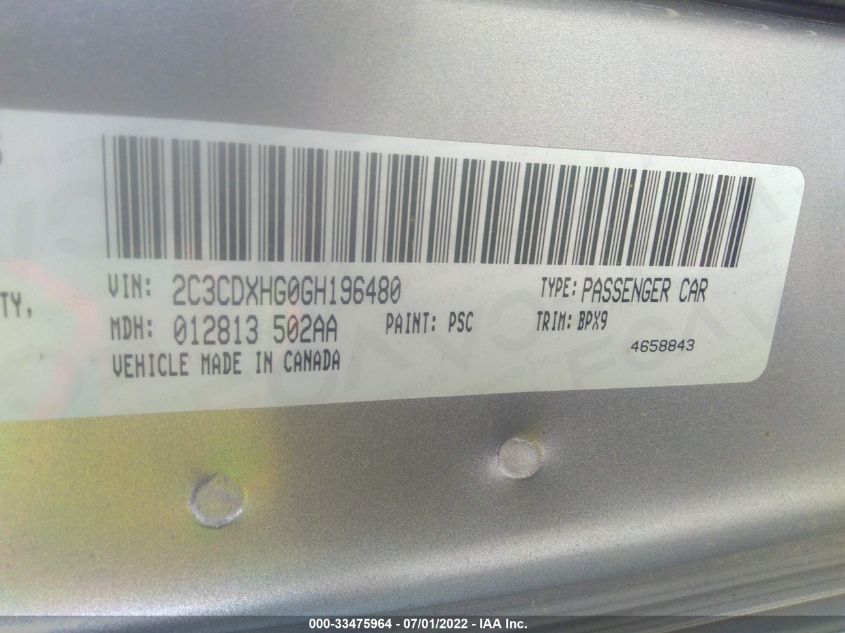 VIN: 2C3CDXHG0GH196480 TYPE: PASSENGER CAR
TY,
MDH: 012813 502AA PAINT: PSC TRIM: BPX9
VEHICLE MADE IN CANADA 4658843
000-33475964 - 07/01/2022 - IAA Inc.